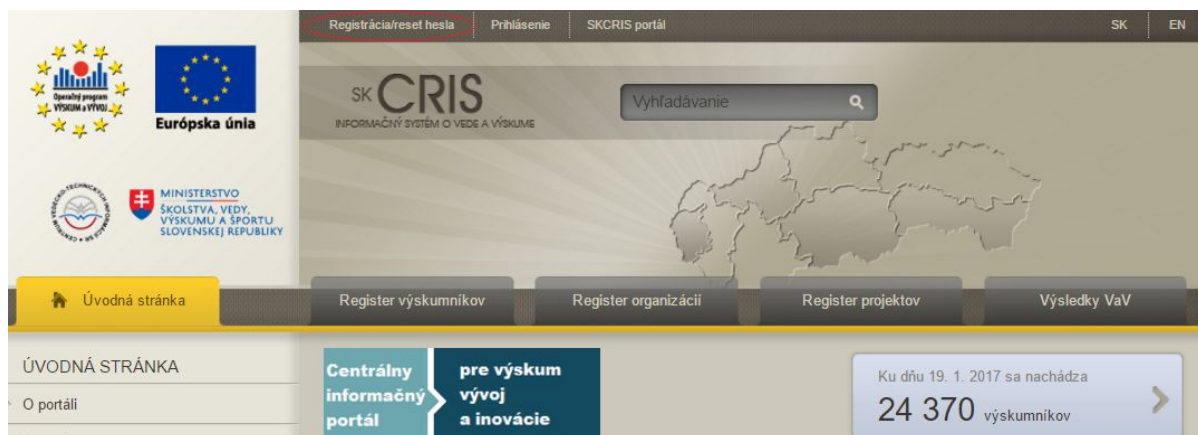 Registrácia/reset hesla
Prihlásenie
SKCRIS portál
SK
EN
Operačný program
VÝSKUM a VÝVOJ
Európska únia
SK CRIS
INFORMAČNÝ SYSTÉM O VEDE A VÝSKUME
Vyhľadávanie
MINISTERSTVO
ŠKOLSTVA, VEDY,
VÝSKUMU A ŠPORTU
SLOVENSKEJ REPUBLIKY
Úvodná stránka
Register výskumníkov
Register organizácií
Register projektov
Výsledky VaV
ÚVODNÁ STRÁNKA
O portáli
Centrálny
informačný
portál
pre výskum
vývoj
a inovácie
Ku dňu 19. 1. 2017 sa nachádza
24 370 výskumníkov